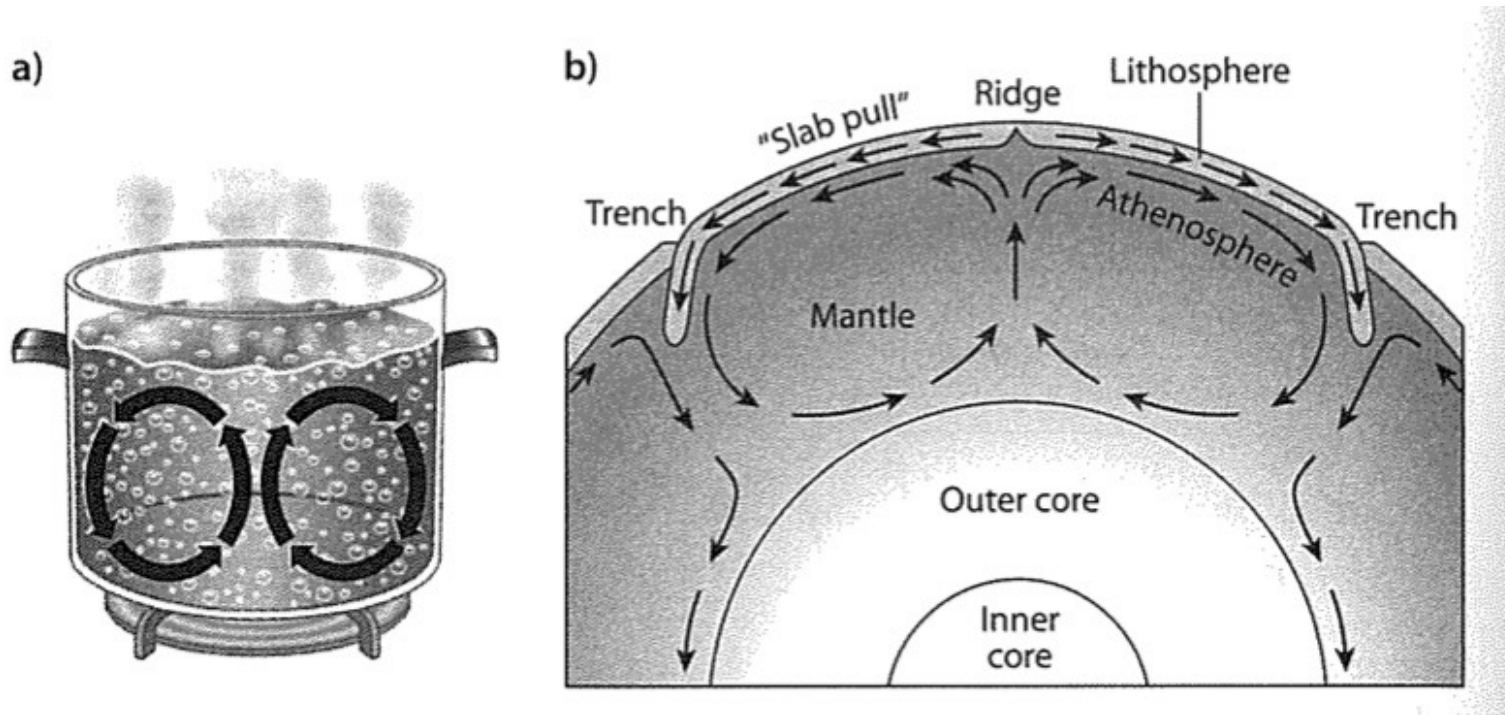 a)
b)
Lithosphere
Ridge
"Slab pull"
Trench
Athenosphere
Trench
Mantle
Outer core
Inner
core